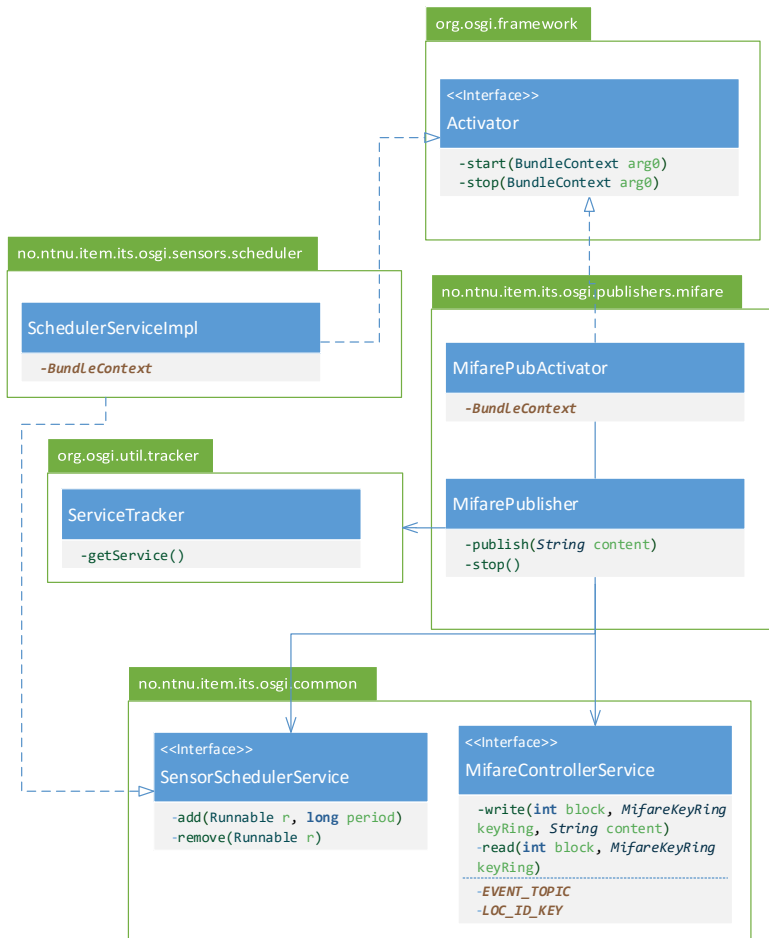 org.osgi.framework
<<Interface>>
Activator
-start(BundleContext arg0)
-stop(BundleContext arg0)
no.ntnu.item.its.osgi.sensors.scheduler
SchedulerServiceImpl
-BundleContext
no.ntnu.item.its.osgi.publishers.mifare
MifarePubActivator
-BundleContext
org.osgi.util.tracker
ServiceTracker
-getService()
MifarePublisher
-publish(String content)
-stop()
no.ntnu.item.its.osgi.common
<<Interface>>
SensorSchedulerService
-add(Runnable r, long period)
-remove(Runnable r)
<<Interface>>
MifareControllerService
-write(int block, MifareKeyRing
keyRing, String content)
-read(int block, MifareKeyRing
keyRing)
-EVENT_TOPIC
-LOC_ID_KEY